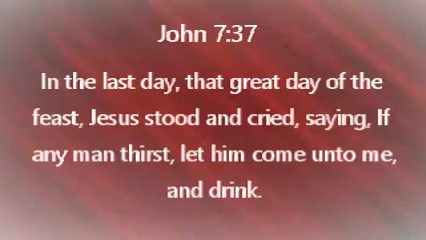 John 7:37
In the last day, that great day of the
feast, Jesus stood and cried, saying, If
any man thirst, let him come unto me,
and drink.